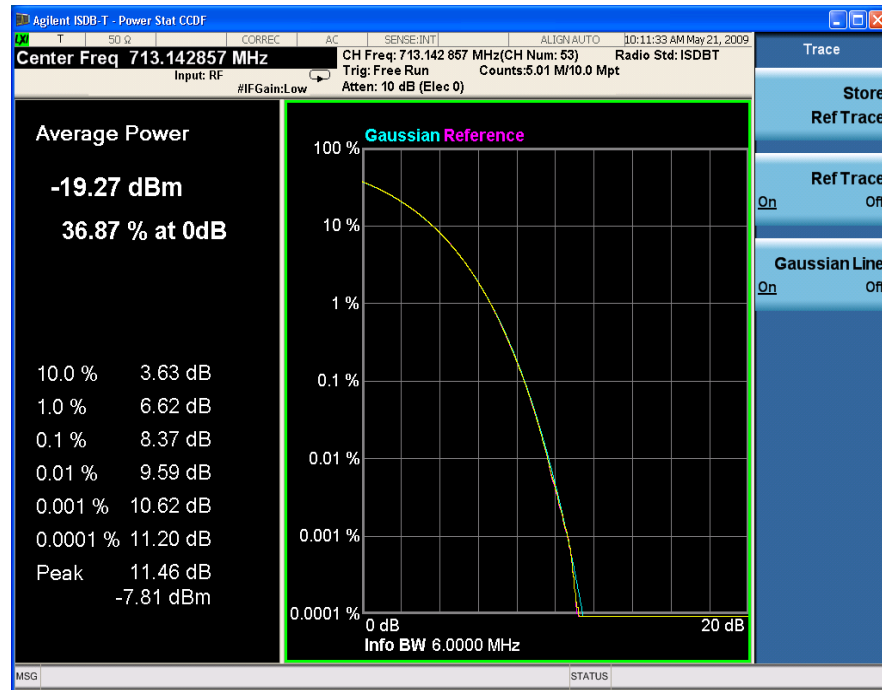 Agilent ISDB-T - Power Stat CCDF
LXI T 50 Ω CORREC AC SENSE:INT ALIGN AUTO 10:11:33 AM May 21, 2009
Center Freq 713.142857 MHz
Input: RF
#IFGain:Low
CH Freq: 713.142 857 MHz(CH Num: 53) Radio Std: ISDBT
Trig: Free Run Counts:5.01 M/10.0 Mpt
Atten: 10 dB (Elec 0)
Average Power
-19.27 dBm
36.87 % at 0dB
10.0 % 3.63 dB
1.0 % 6.62 dB
0.1 % 8.37 dB
0.01 % 9.59 dB
0.001 % 10.62 dB
0.0001 % 11.20 dB
Peak 11.46 dB
-7.81 dBm
Gaussian Reference
100 %
10 %
1 %
0.1 %
0.01 %
0.001 %
0.0001 %
0 dB 20 dB
Info BW 6.0000 MHz
Trace
Store
Ref Trace
Ref Trace
On Off
Gaussian Line
On Off
MSG STATUS